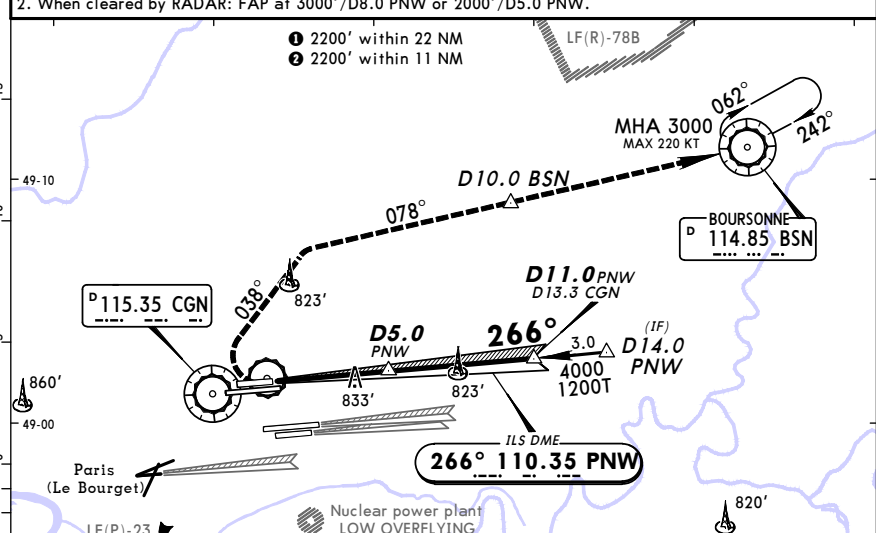 2. When cleared by RADAR: FAP at 3000'/D8.0 PNW or 2000'/D5.0 PNW.
❶ 2200' within 22 NM
❷ 2200' within 11 NM
LF(R)-78B
062°
242°
MHA 3000
MAX 220 KT
D10.0 BSN
49-10
078°
BOURSONNE
D 114.85 BSN
D11.0 PNW
D13.3 CGN
D 115.35 CGN
038°
823'
D5.0
PNW
266°
3.0
(IF)
D14.0
PNW
4000
1200T
860'
833'
823'
49-00
ILS DME
266° 110.35 PNW
Paris
(Le Bourget)
820'
Nuclear power plant
LOW OVERFLYING
LF(P)-23